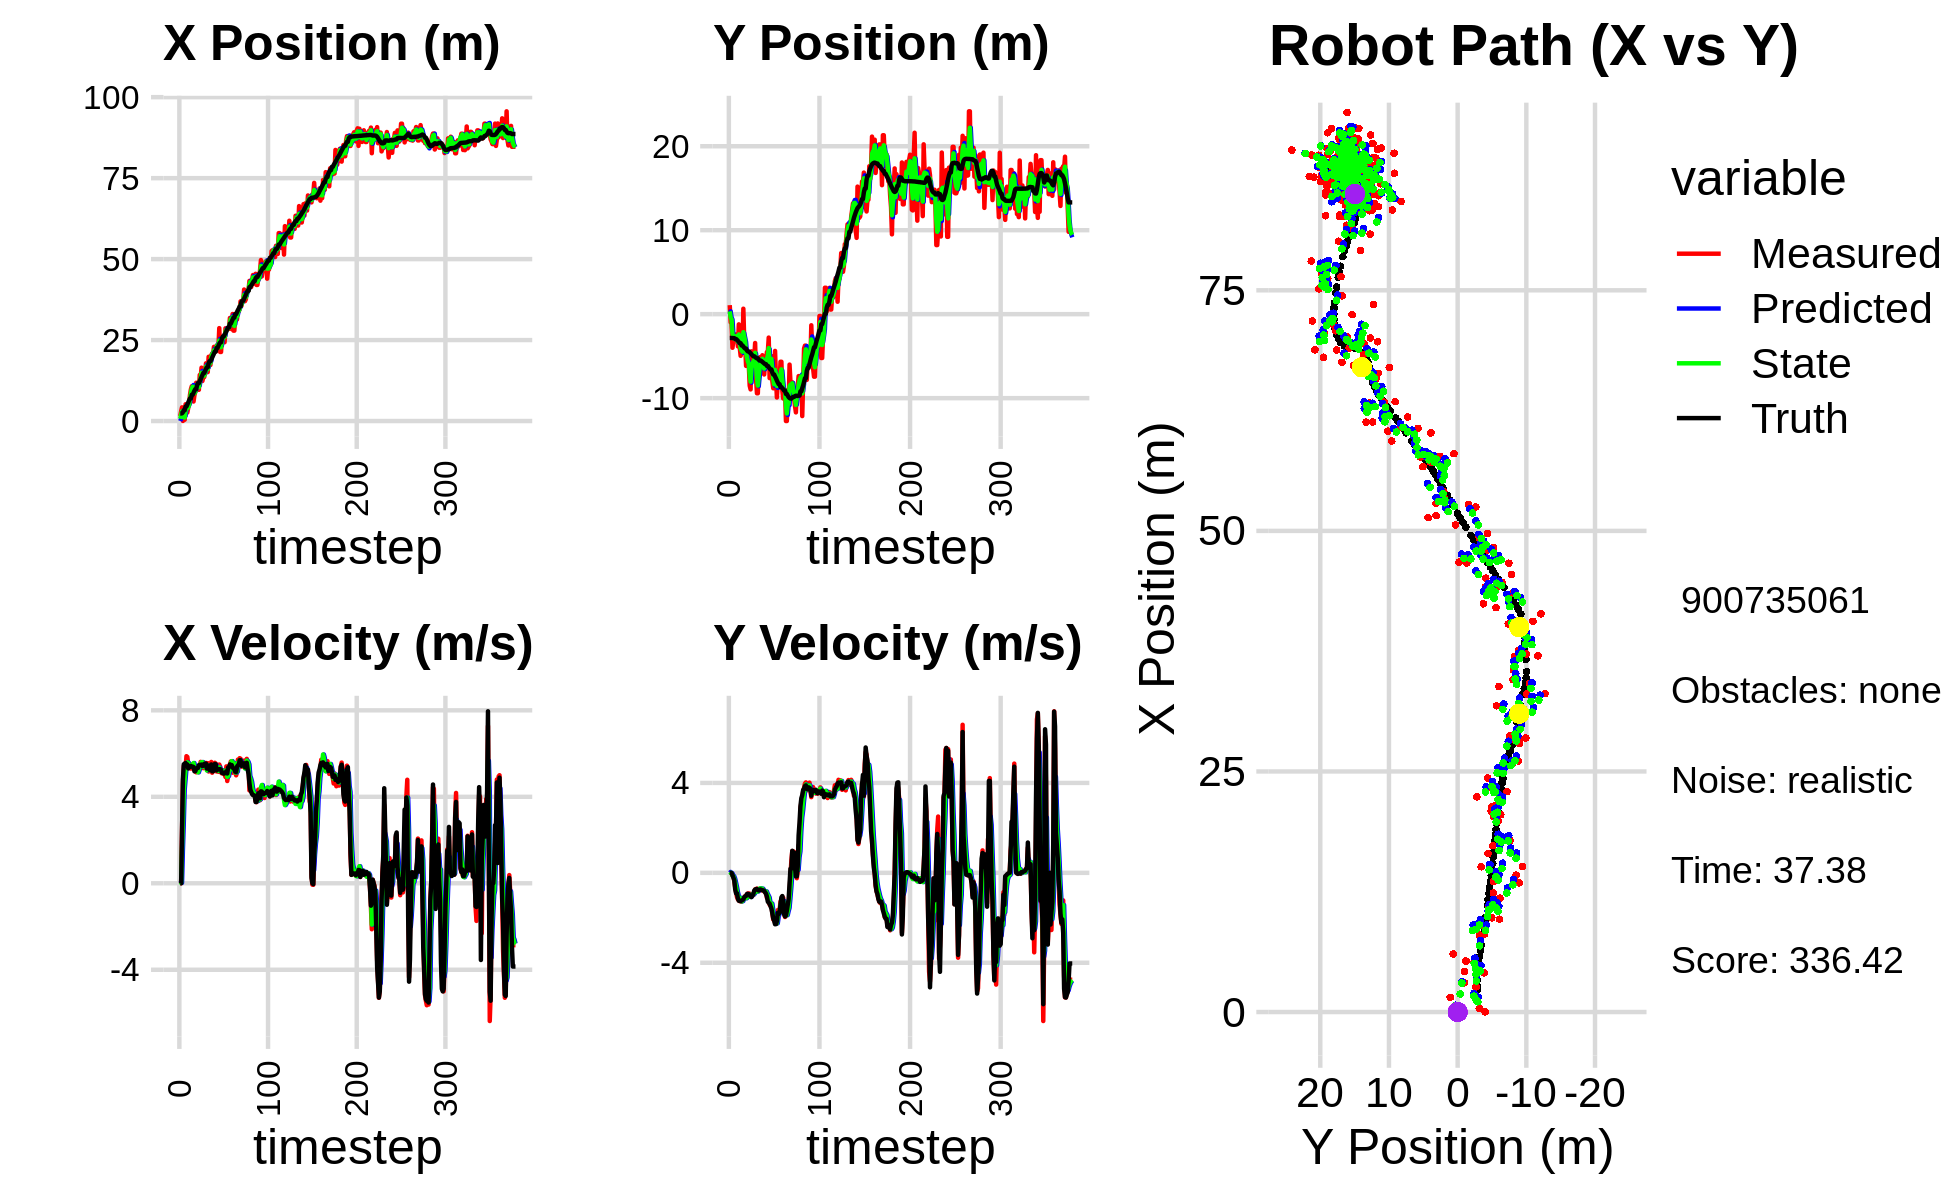 X Position (m)
100
75
50
25
0
0
100
200
300
timestep
Y Position (m)
20
10
0
-10
0
100
200
300
timestep
X Velocity (m/s)
8
4
0
-4
0
100
200
300
timestep
Y Velocity (m/s)
4
0
-4
0
100
200
300
timestep
Robot Path (X vs Y)
X Position (m)
75
50
25
0
20 10 0 -10 -20
Y Position (m)
variable
Measured
Predicted
State
Truth
900735061
Obstacles: none
Noise: realistic
Time: 37.38
Score: 336.42